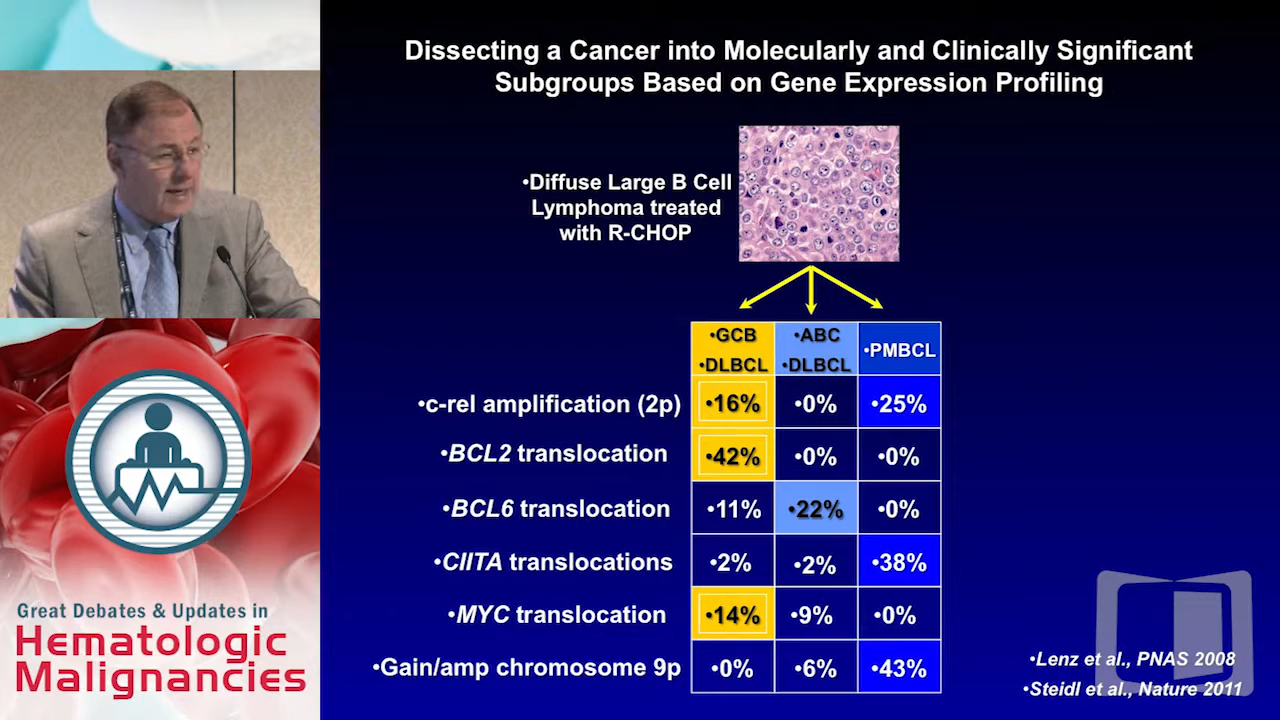 Dissecting a Cancer into Molecularly and Clinically Significant
Subgroups Based on Gene Expression Profiling
•Diffuse Large B Cell
Lymphoma treated
with R-CHOP
•GCB
•DLBCL
•ABC
•DLBCL
•PMBCL
•c-rel amplification (2p) •16% •0% •25%
•BCL2 translocation •42% •0% •0%
•BCL6 translocation •11% •22% •0%
•CIITA translocations •2% •2% •38%
•MYC translocation •14% •9% •0%
•Gain/amp chromosome 9p •0% •6% •43%
•Lenz et al., PNAS 2008
•Steidl et al., Nature 2011
Great Debates & Updates in
Hematologic
Malignancies